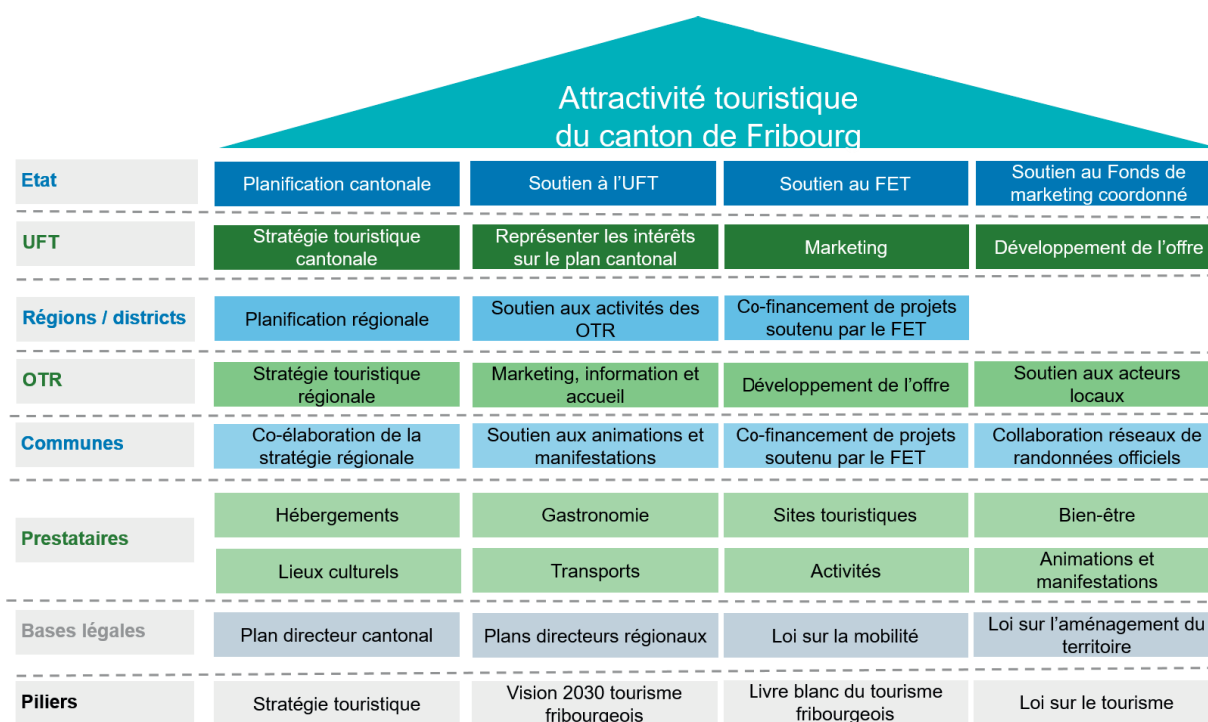 Attractivité touristique
du canton de Fribourg
Etat
Planification cantonale
Soutien à l'UFT
Soutien au FET
Soutien au Fonds de
marketing coordonné
UFT
Stratégie touristique
cantonale
Représenter les intérêts
sur le plan cantonal
Marketing
Développement de l'offre
Régions / districts
Planification régionale
Soutien aux activités des
OTR
Co-financement de projets
soutenu par le FET
OTR
Stratégie touristique
régionale
Marketing, information et
accueil
Développement de l'offre
Soutien aux acteurs
locaux
Communes
Co-élaboration de la
stratégie régionale
Soutien aux animations et
manifestations
Co-financement de projets
soutenu par le FET
Collaboration réseaux de
randonnées officiels
Prestataires
Hébergements
Gastronomie
Sites touristiques
Bien-être
Lieux culturels
Transports
Activités
Animations et
manifestations
Bases légales
Plan directeur cantonal
Plans directeurs régionaux
Loi sur la mobilité
Loi sur l'aménagement du
territoire
Piliers
Stratégie touristique
Vision 2030 tourisme
fribourgeois
Livre blanc du tourisme
fribourgeois
Loi sur le tourisme